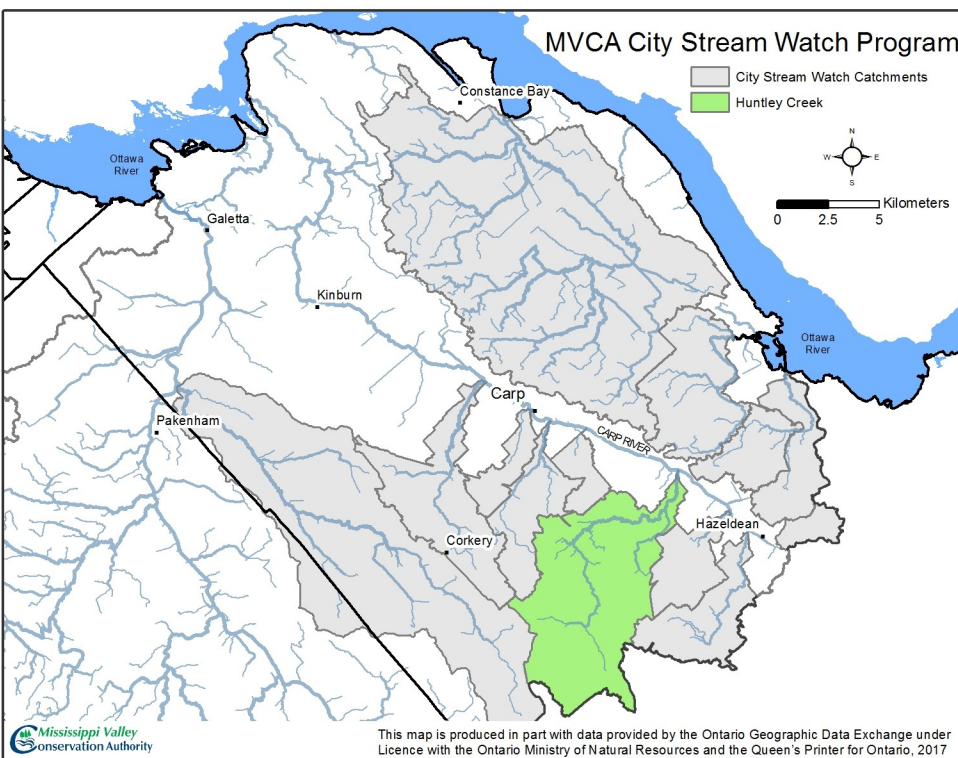 MVCA City Stream Watch Program
City Stream Watch Catchments
Huntley Creek
N
W E
S
Kilometers
0 2.5 5
Constance Bay
Ottawa
River
Galetta
Kinburn
Ottawa
River
Carp
CARP RIVER
Pakenham
Hazeldean
Corkery
Mississippi Valley
Conservation Authority
This map is produced in part with data provided by the Ontario Geographic Data Exchange under
Licence with the Ontario Ministry of Natural Resources and the Queen's Printer for Ontario, 2017